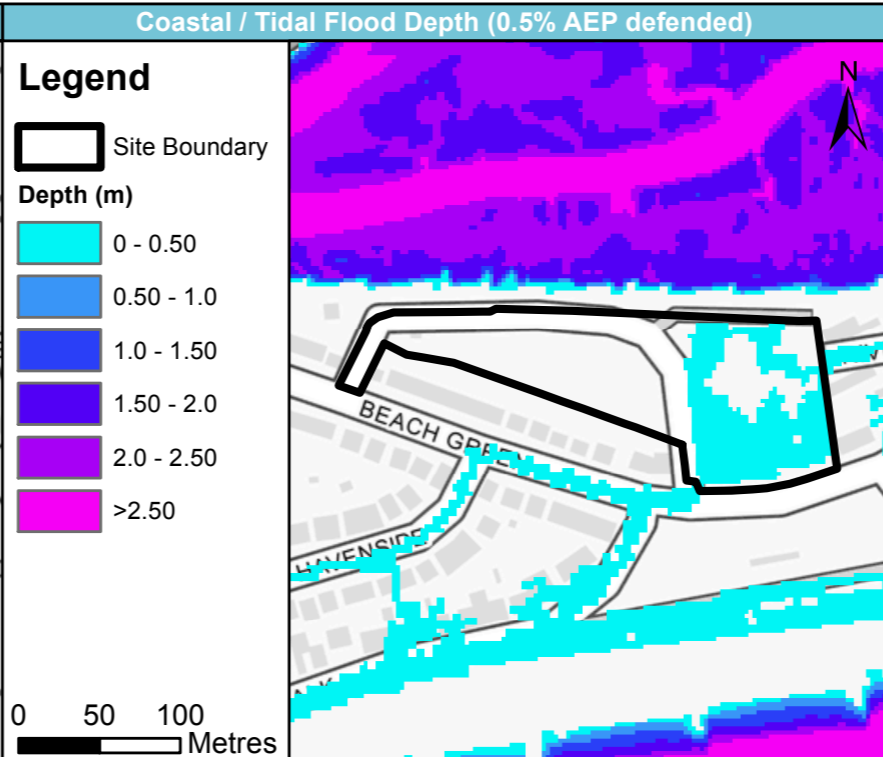 Coastal / Tidal Flood Depth (0.5% AEP defended)
Legend
Site Boundary
Depth (m)
0 - 0.50
0.50 - 1.0
1.0 - 1.50
1.50 - 2.0
2.0 - 2.50
>2.50
0 50 100
Metres
N
BEACH GREEN
HAVENSIDE